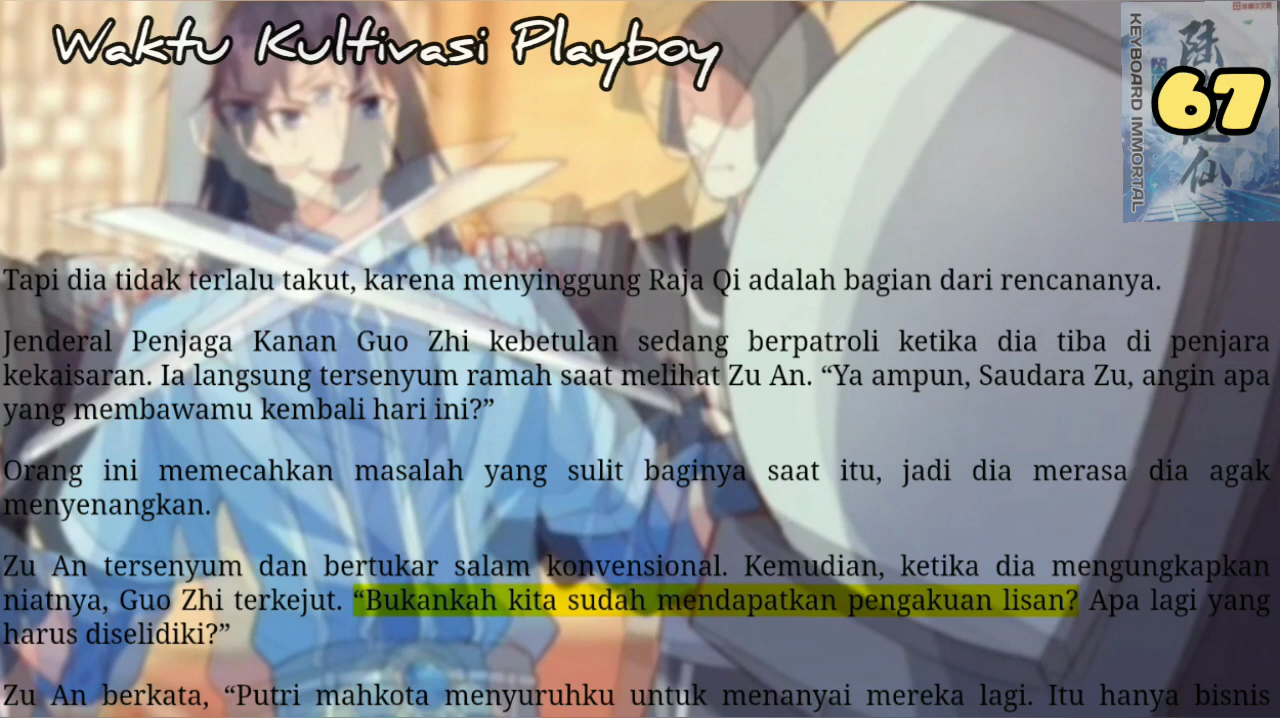 Waktu Kultivasi Playboy
KEYBOARD IMMORTAL
67
Tapi dia tidak terlalu takut, karena menyinggung Raja Qi adalah bagian dari rencananya.
Jenderal Penjaga Kanan Guo Zhi kebetulan sedang berpatroli ketika dia tiba di penjara
kekaisaran. Ia langsung tersenyum ramah saat melihat Zu An. “Ya ampun, Saudara Zu, angin apa
yang membawamu kembali hari ini?”
Orang ini memecahkan masalah yang sulit baginya saat itu, jadi dia merasa dia agak
menyenangkan.
Zu An tersenyum dan bertukar salam konvensional. Kemudian, ketika dia mengungkapkan
niatnya, Guo Zhi terkejut. “Bukankah kita sudah mendapatkan pengakuan lisan? Apa lagi yang
harus diselidiki?”
Zu An berkata, “Putri mahkota menyuruhku untuk menanyai mereka lagi. Itu hanya bisnis